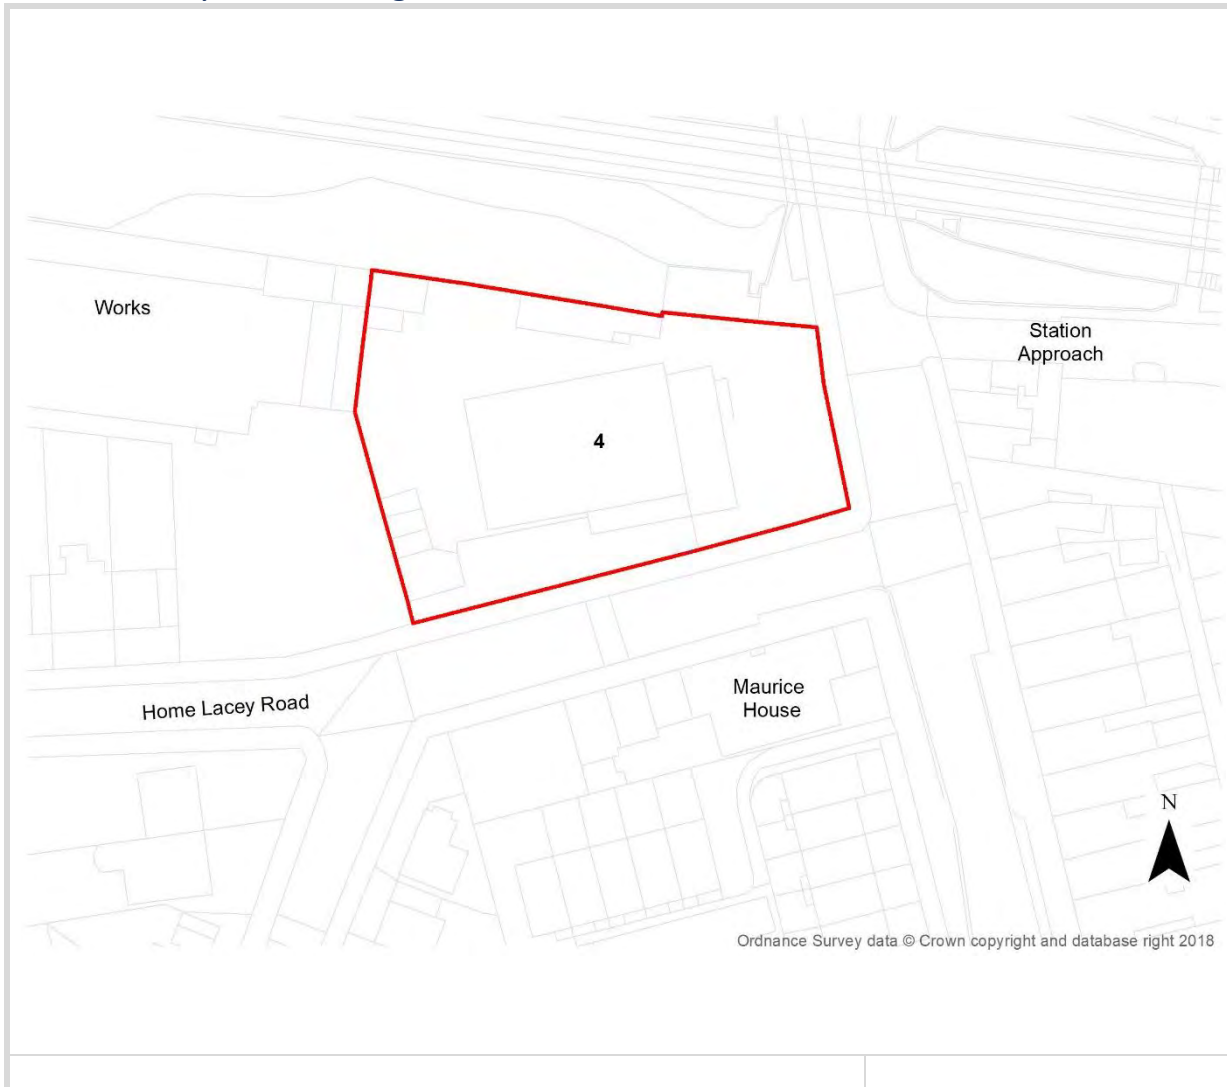 Works
Station
Approach
4
Maurice
House
Home Lacey Road
N
Ordnance Survey data © Crown copyright and database right 2018